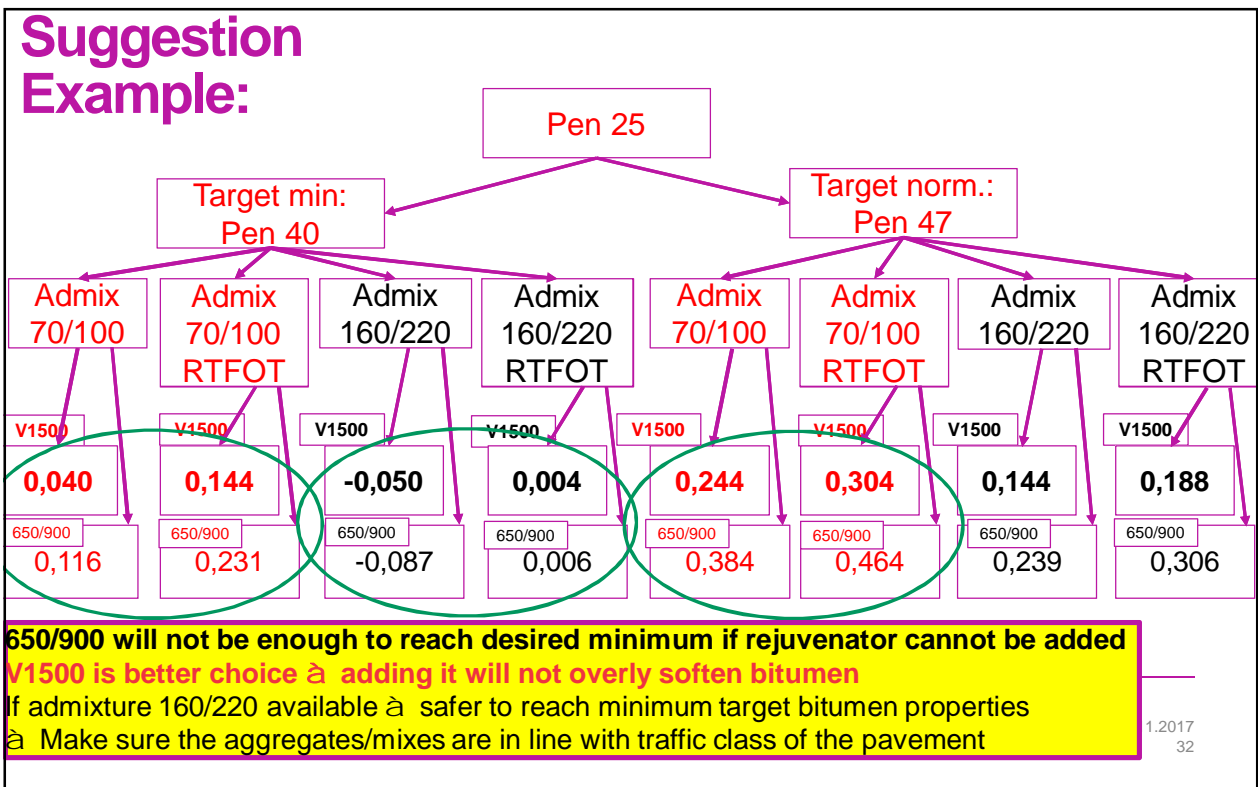 Suggestion
Example:
Pen 25
Target min:
Pen 40
Target norm.:
Pen 47
Admix
70/100
Admix
70/100
RTFOT
Admix
160/220
Admix
160/220
RTFOT
Admix
70/100
Admix
70/100
RTFOT
Admix
160/220
Admix
160/220
RTFOT
V1500
V1500
V1500
V1500
V1500
V1500
V1500
V1500
0,040
0,144
-0,050
0,004
0,244
0,304
0,144
0,188
650/900
650/900
650/900
650/900
650/900
650/900
650/900
650/900
0,116
0,231
-0,087
0,006
0,384
0,464
0,239
0,306
650/900 will not be enough to reach desired minimum if rejuvenator cannot be added
V1500 is better choice à adding it will not overly soften bitumen
If admixture 160/220 available à safer to reach minimum target bitumen properties
à Make sure the aggregates/mixes are in line with traffic class of the pavement
1.2017
32